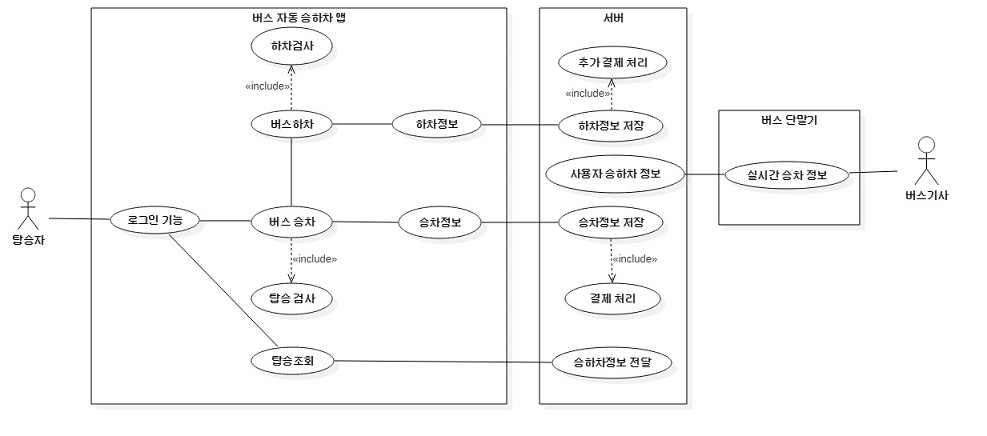 버스 자동 승하차 앱
하차검사
«include»
버스하차
하차정보
로그인 기능
버스 승차
승차정보
«include»
탑승 검사
탑승조회
탑승자
서버
추가 결제 처리
«include»
하차정보 저장
사용자 승하차 정보
승차정보 저장
«include»
결제 처리
승하차정보 전달
버스 단말기
실시간 승차 정보
버스기사